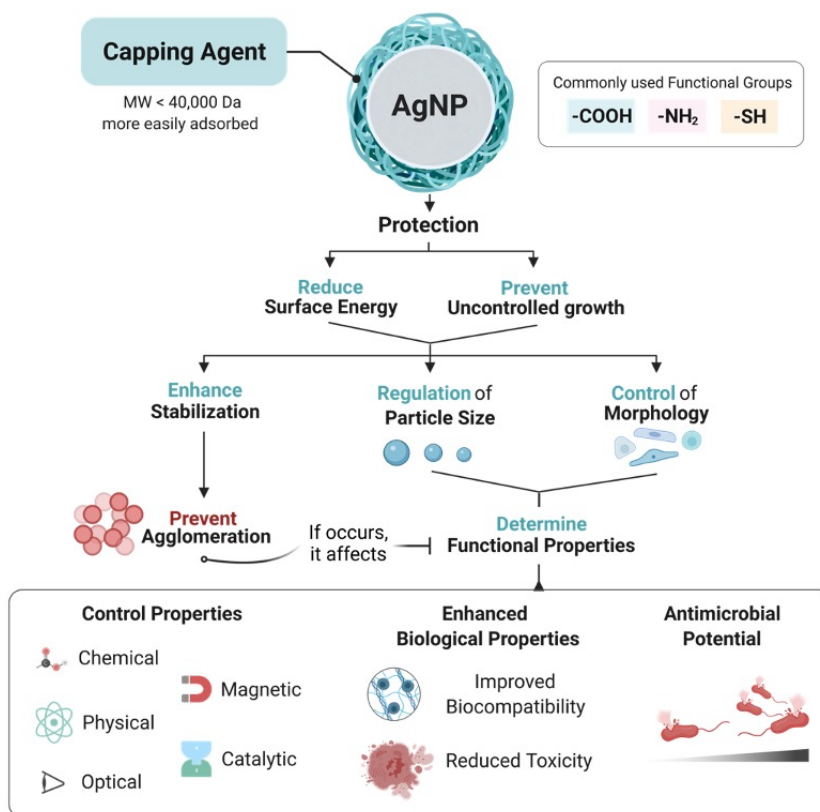 Capping Agent
MW < 40,000 Da
more easily adsorbed
AgNP
Commonly used Functional Groups
-COOH
-NH₂
-SH
Protection
Reduce
Surface Energy
Prevent
Uncontrolled growth
Enhance
Stabilization
Regulation of
Particle Size
Control of
Morphology
Prevent
Agglomeration
If occurs,
it affects
Determine
Functional Properties
Control Properties
Chemical
Physical
Optical
Magnetic
Catalytic
Enhanced
Biological Properties
Improved
Biocompatibility
Reduced Toxicity
Antimicrobial
Potential